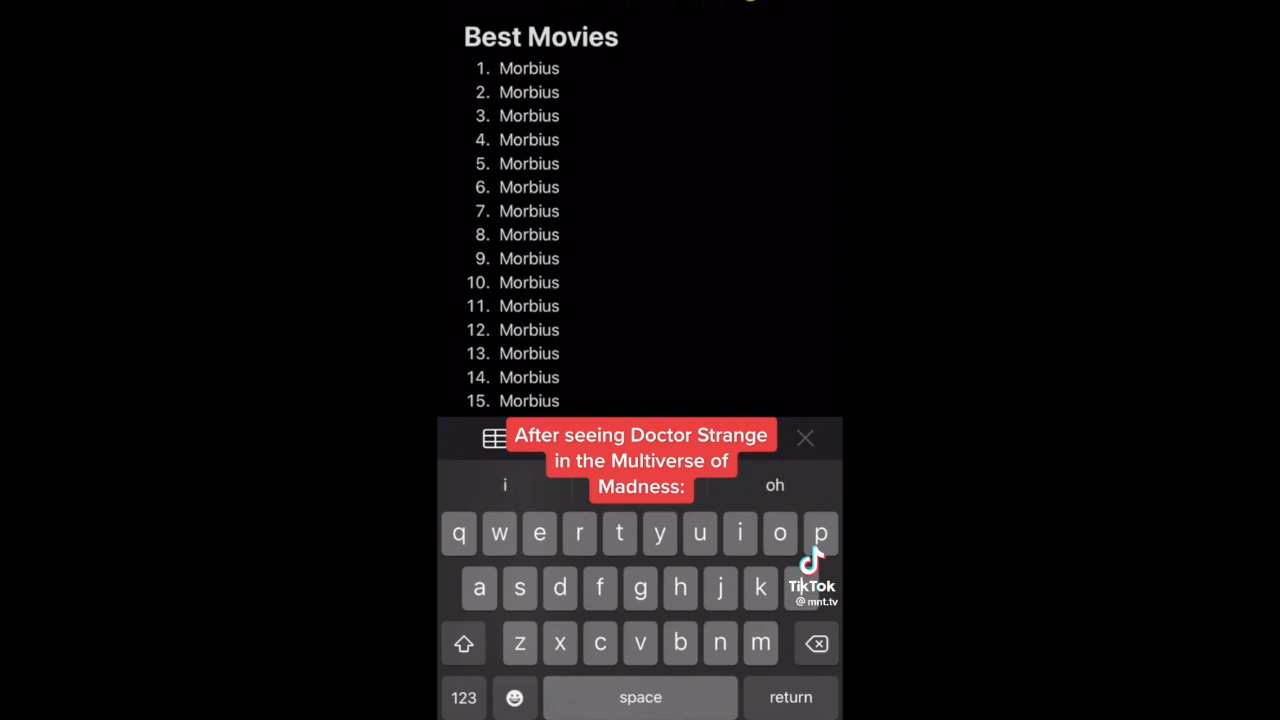 Best Movies
1. Morbius
2. Morbius
3. Morbius
4. Morbius
5. Morbius
6. Morbius
7. Morbius
8. Morbius
9. Morbius
10. Morbius
11. Morbius
12. Morbius
13. Morbius
14. Morbius
15. Morbius
After seeing Doctor Strange
in the Multiverse of
Madness:
i oh
q w e r t y u i o p
a s d f g h j k
TikTok
@mnt.tv
z x c v b n m
123 space return